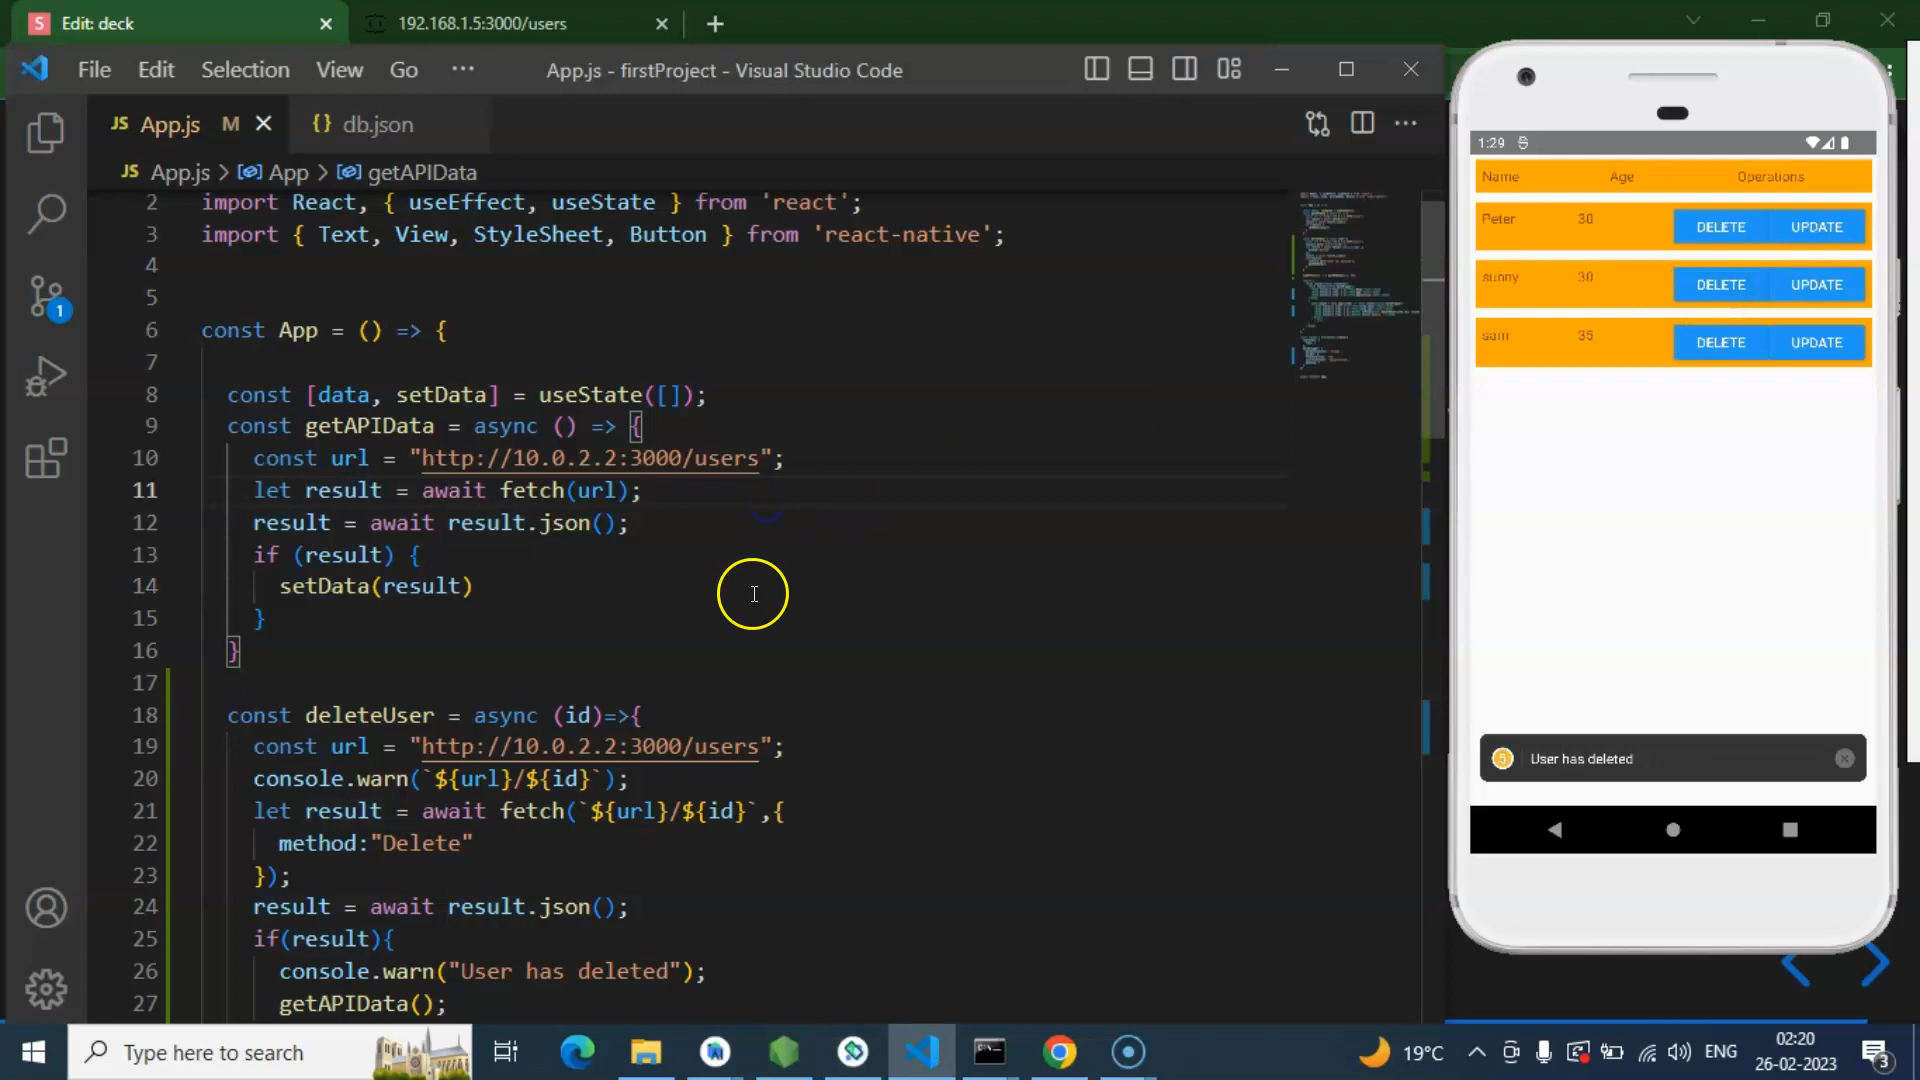 S Edit: deck
192.168.1.5:3000/users
File Edit Selection View Go ··· App.js - firstProject - Visual Studio Code
JS App.js M
{} db.json
JS App.js > App > getAPIData
2 import React, { useEffect, useState } from 'react';
3 import { Text, View, StyleSheet, Button } from 'react-native';
4
5
6 const App = () => {
7
8 const [data, setData] = useState([]);
9 const getAPIData = async () => {
10 const url = "http://10.0.2.2:3000/users";
11 let result = await fetch(url);
12 result = await result.json();
13 if (result) {
14 setData(result)
15 }
16 }
17
18 const deleteUser = async (id)=>{
19 const url = "http://10.0.2.2:3000/users";
20 console.warn(`${url}/${id}`);
21 let result = await fetch(`${url}/${id}`,{
22 method:"Delete"
23 });
24 result = await result.json();
25 if(result){
26 console.warn("User has deleted");
27 getAPIData();
1
1:29
Name Age Operations
Peter 30 DELETE UPDATE
sunny 30 DELETE UPDATE
sam 35 DELETE UPDATE
5 User has deleted
Type here to search
19°C
ENG
02:20
26-02-2023
3